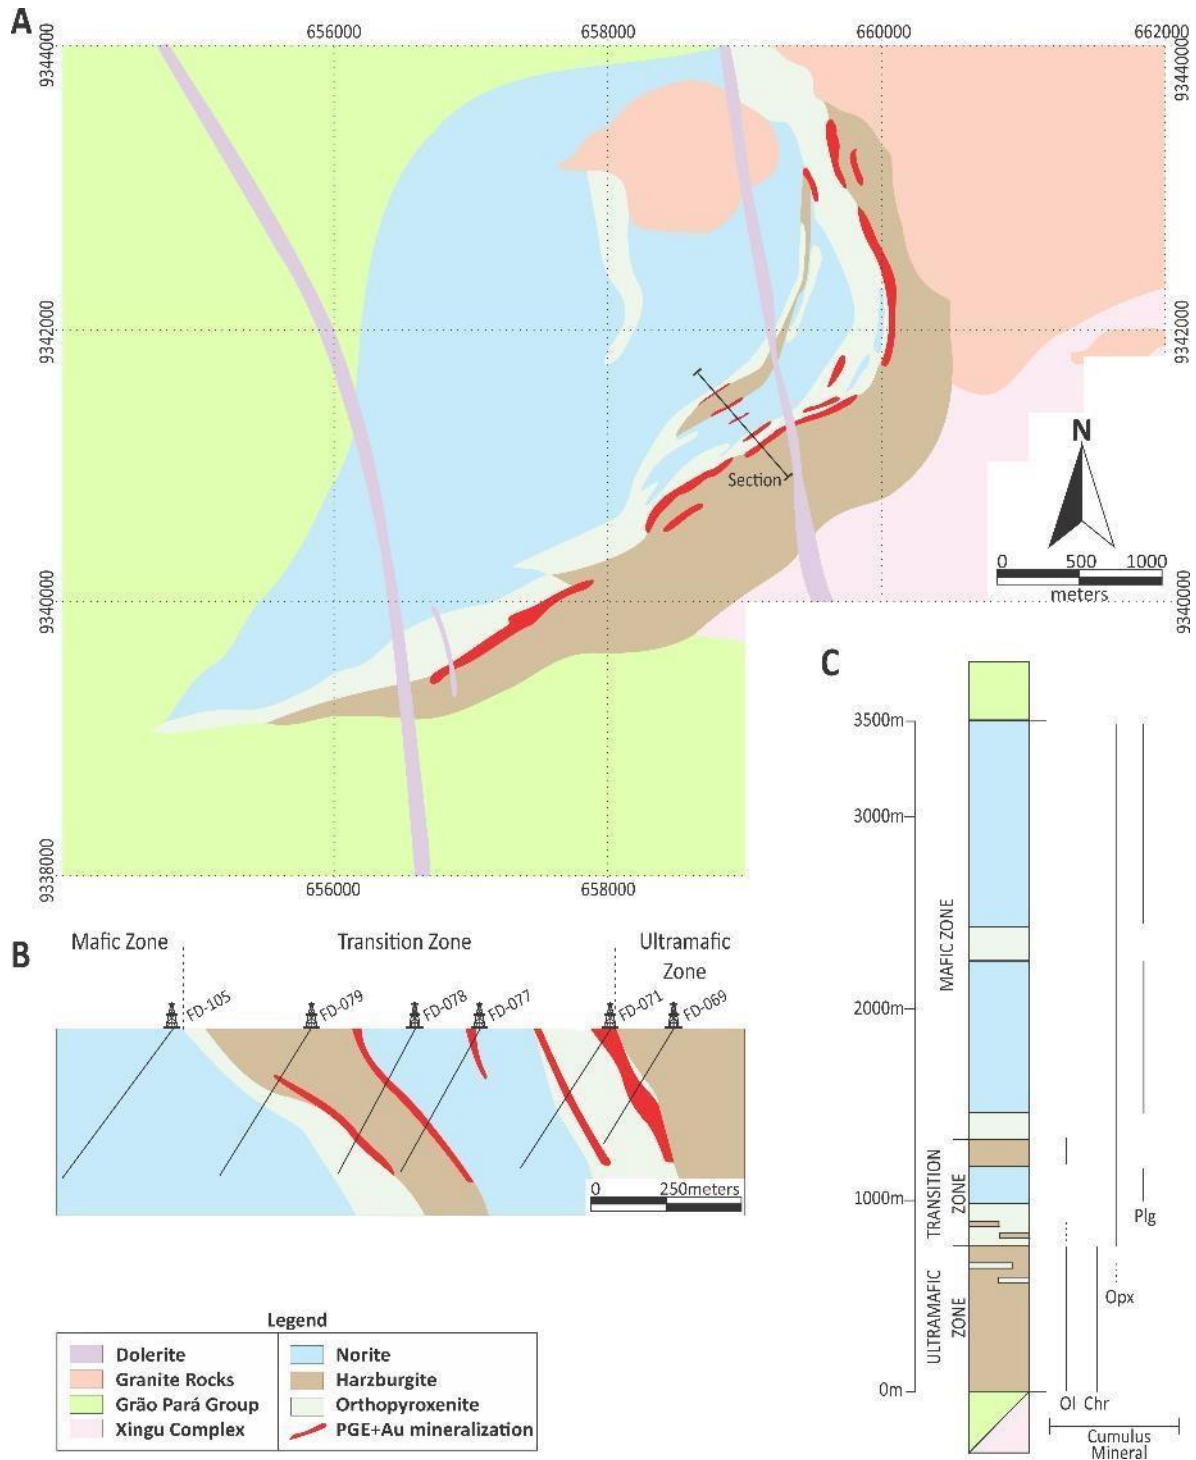 A
656000
658000
660000
662000
9344000
9344000
9342000
9342000
Section
N
0 500 1000
meters
9340000
9340000
9338000
656000
658000
B
Mafic Zone
Transition Zone
Ultramafic
Zone
FD-105
FD-079
FD-078
FD-077
FD-071
FD-069
0 250meters
C
3500m
3000m
2000m
1000m
0m
MAFIC ZONE
TRANSITION
ZONE
ULTRAMAFIC
ZONE
Plg
Opx
Ol Chr
Cumulus
Mineral
Legend
Dolerite
Granite Rocks
Grão Pará Group
Xingu Complex
Norite
Harzburgite
Orthopyroxenite
PGE+Au mineralization